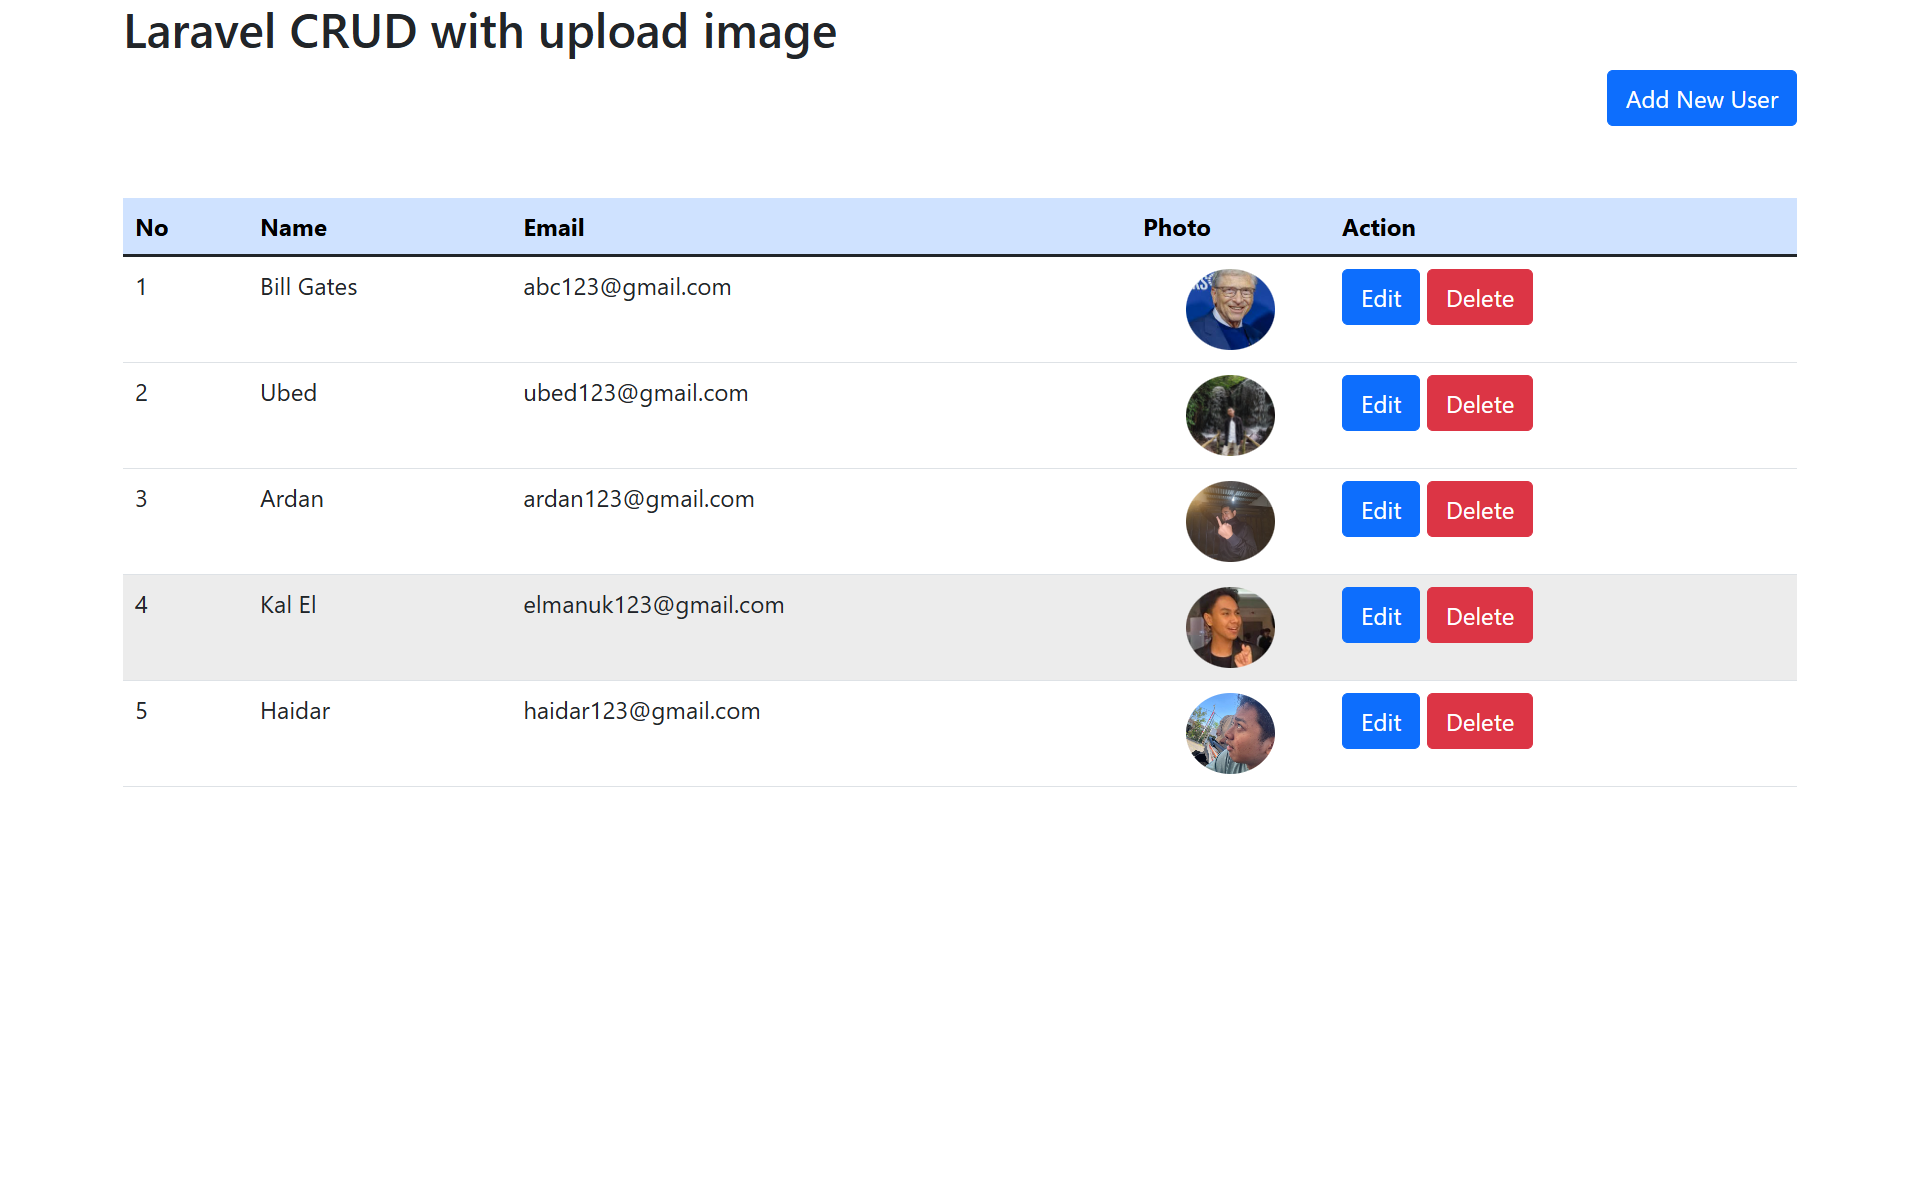 Laravel CRUD with upload image
Add New User
No Name Email Photo Action
1 Bill Gates abc123@gmail.com Edit Delete
2 Ubed ubed123@gmail.com Edit Delete
3 Ardan ardan123@gmail.com Edit Delete
4 Kal El elmanuk123@gmail.com Edit Delete
5 Haidar haidar123@gmail.com Edit Delete